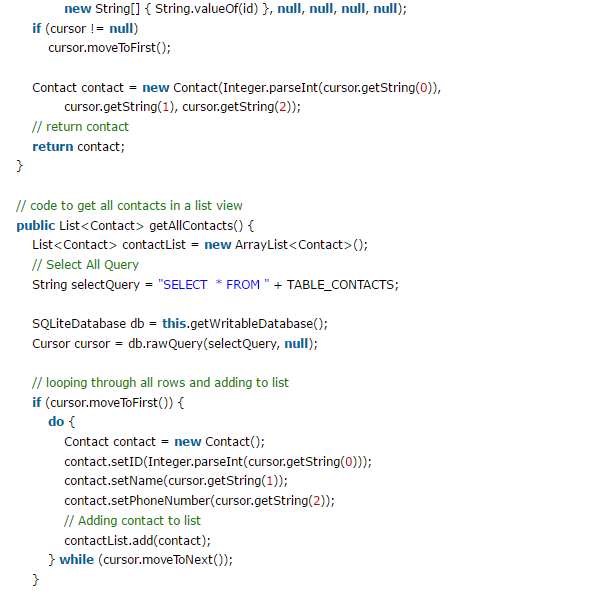 new String[] { String.valueOf(id) }, null, null, null, null);
if (cursor != null)
cursor.moveToFirst();
Contact contact = new Contact(Integer.parseInt(cursor.getString(0)),
cursor.getString(1), cursor.getString(2));
// return contact
return contact;
}
// code to get all contacts in a list view
public List<Contact> getAllContacts() {
List<Contact> contactList = new ArrayList<Contact>();
// Select All Query
String selectQuery = "SELECT  * FROM " + TABLE_CONTACTS;
SQLiteDatabase db = this.getWritableDatabase();
Cursor cursor = db.rawQuery(selectQuery, null);
// looping through all rows and adding to list
if (cursor.moveToFirst()) {
do {
Contact contact = new Contact();
contact.setID(Integer.parseInt(cursor.getString(0)));
contact.setName(cursor.getString(1));
contact.setPhoneNumber(cursor.getString(2));
// Adding contact to list
contactList.add(contact);
} while (cursor.moveToNext());
}